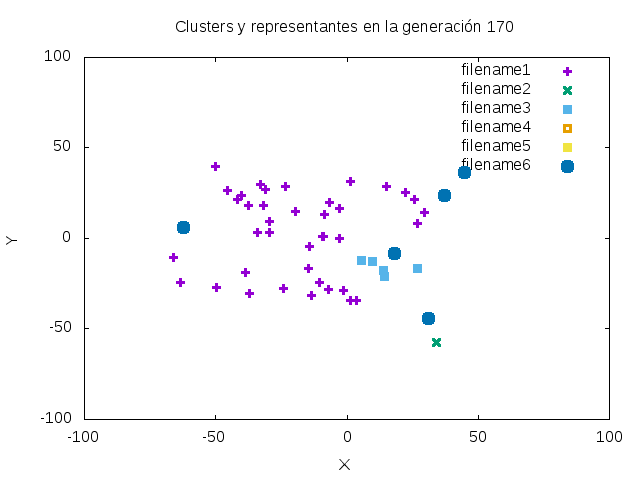 Clusters y representantes en la generación 170
100
50
0
-50
-100
-100
-50
0
50
100
Y
X
filename1
filename2
filename3
filename4
filename5
filename6